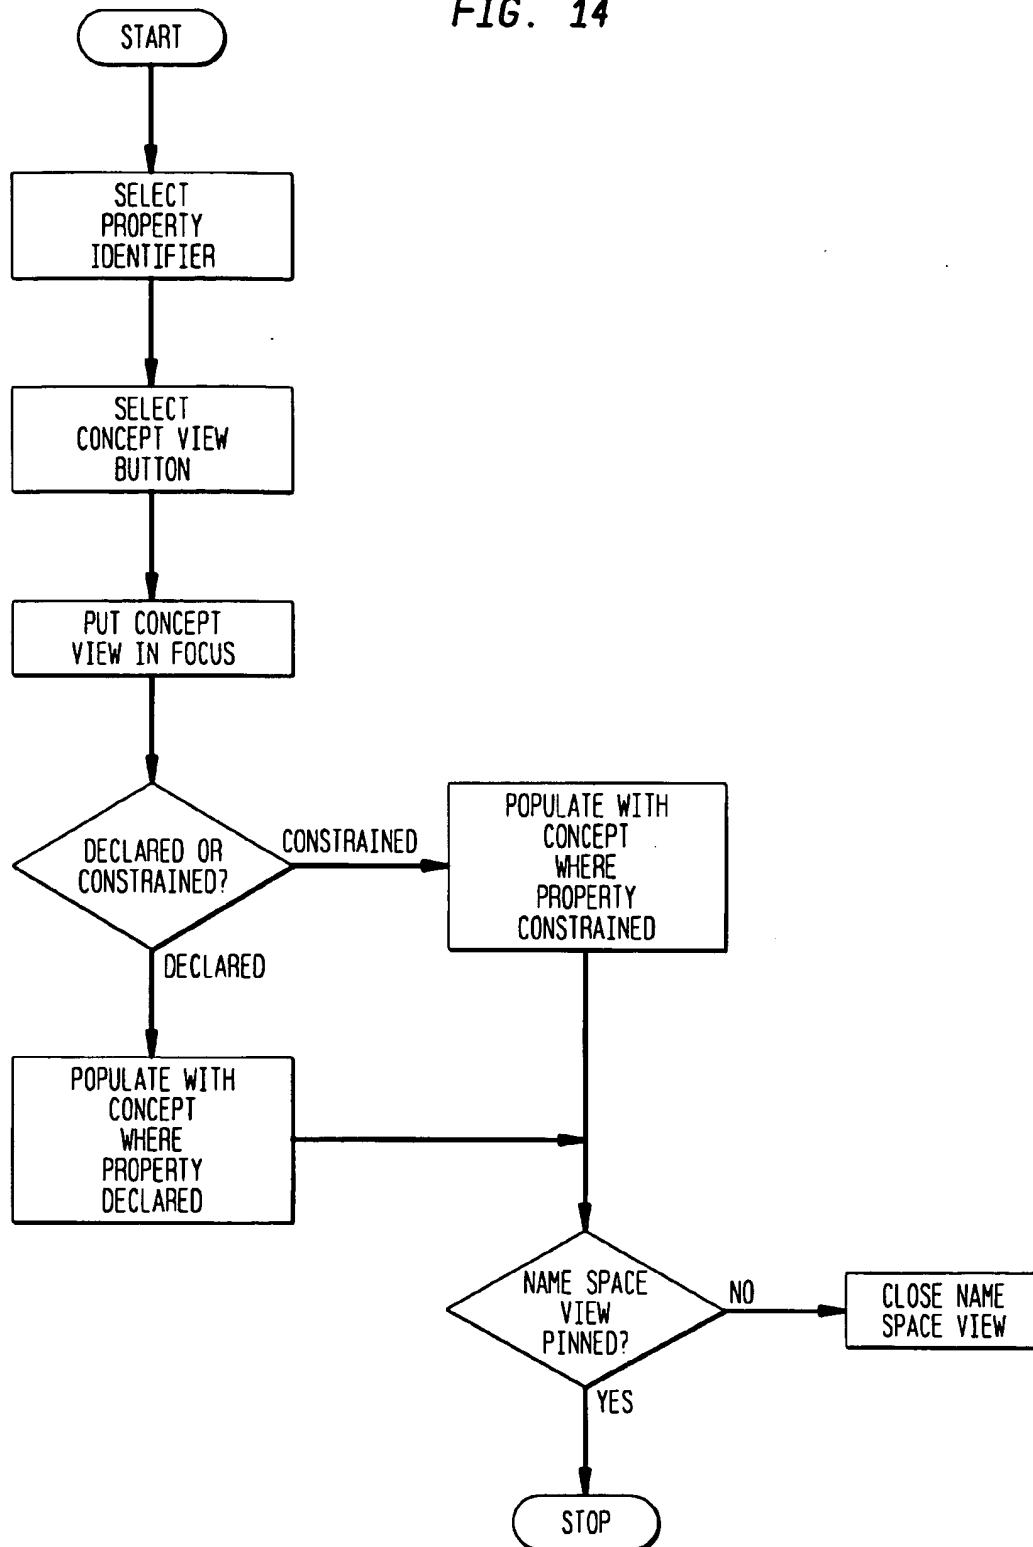 FIG. 14
START
SELECT
PROPERTY
IDENTIFIER
SELECT
CONCEPT VIEW
BUTTON
PUT CONCEPT
VIEW IN FOCUS
DECLARED OR
CONSTRAINED?
CONSTRAINED
POPULATE WITH
CONCEPT
WHERE
PROPERTY
CONSTRAINED
DECLARED
POPULATE WITH
CONCEPT
WHERE
PROPERTY
DECLARED
NAME SPACE
VIEW
PINNED?
NO
CLOSE NAME
SPACE VIEW
YES
STOP